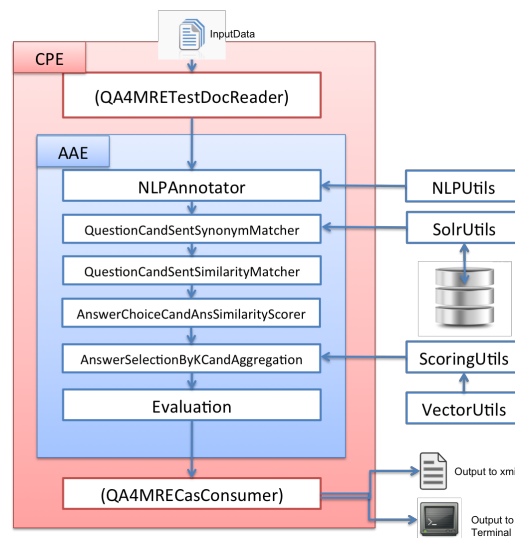 InputData
CPE
(QA4MRETestDocReader)
AAE
NLPAnnotator
NLPUtils
QuestionCandSentSynonymMatcher
SolrUtils
QuestionCandSentSimilarityMatcher
AnswerChoiceCandAnsSimilarityScorer
AnswerSelectionByKCandAggregation
ScoringUtils
Evaluation
VectorUtils
(QA4MRECasConsumer)
Output to xmi
Output to
Terminal